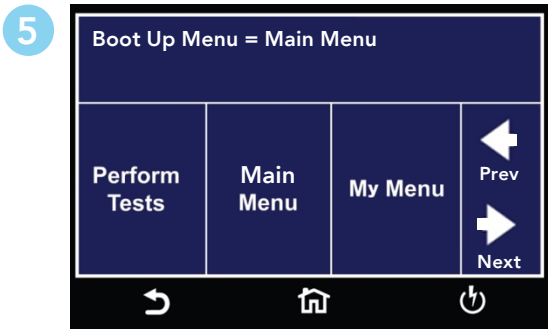 5
Boot Up Menu = Main Menu
Perform
Tests
Main
Menu
My Menu
Prev
Next